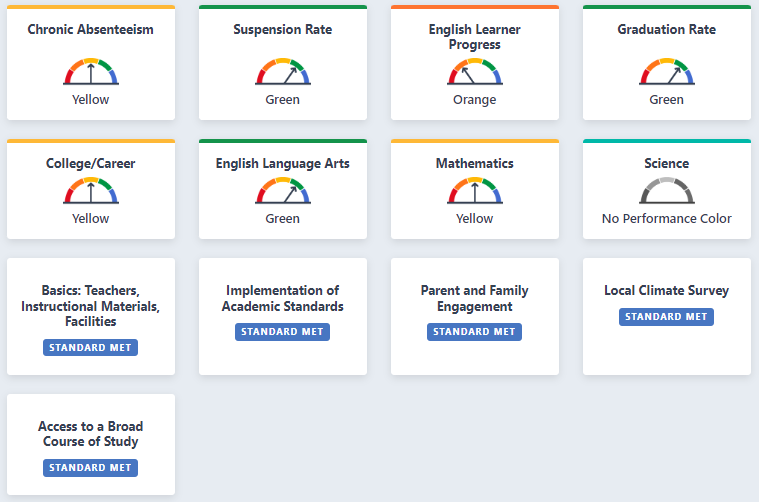 Chronic Absenteeism
Yellow
Suspension Rate
Green
English Learner
Progress
Orange
Graduation Rate
Green
College/Career
Yellow
English Language Arts
Green
Mathematics
Yellow
Science
No Performance Color
Basics: Teachers,
Instructional Materials,
Facilities
STANDARD MET
Implementation of
Academic Standards
STANDARD MET
Parent and Family
Engagement
STANDARD MET
Local Climate Survey
STANDARD MET
Access to a Broad
Course of Study
STANDARD MET